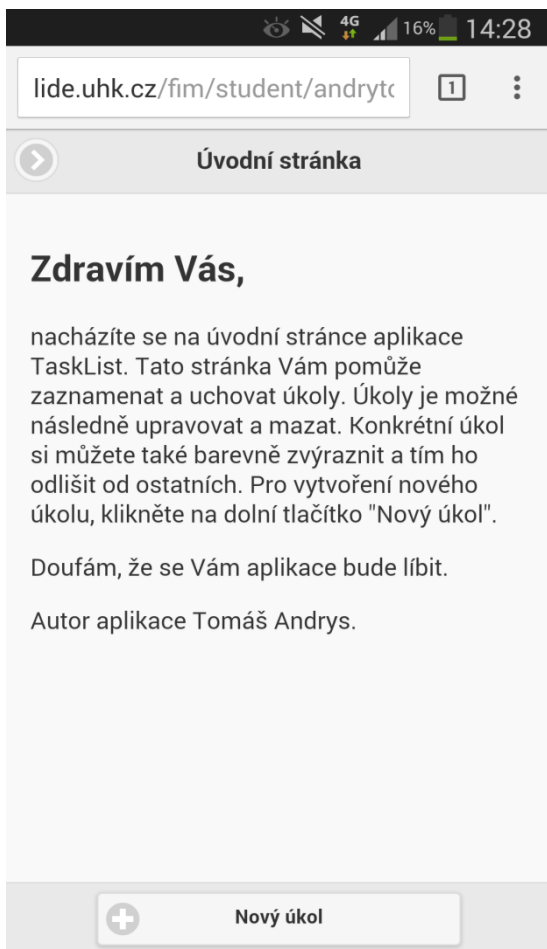 4G 16% 14:28
lide.uhk.cz/fim/student/andrytc
1
Úvodní stránka
Zdravím Vás,
nacházíte se na úvodní stránce aplikace
TaskList. Tato stránka Vám pomůže
zaznamenat a uchovat úkoly. Úkoly je možné
následně upravovat a mazat. Konkrétní úkol
si můžete také barevně zvýraznit a tím ho
odlišit od ostatních. Pro vytvoření nového
úkolu, klikněte na dolní tlačítko "Nový úkol".
Doufám, že se Vám aplikace bude líbit.
Autor aplikace Tomáš Andrys.
Nový úkol